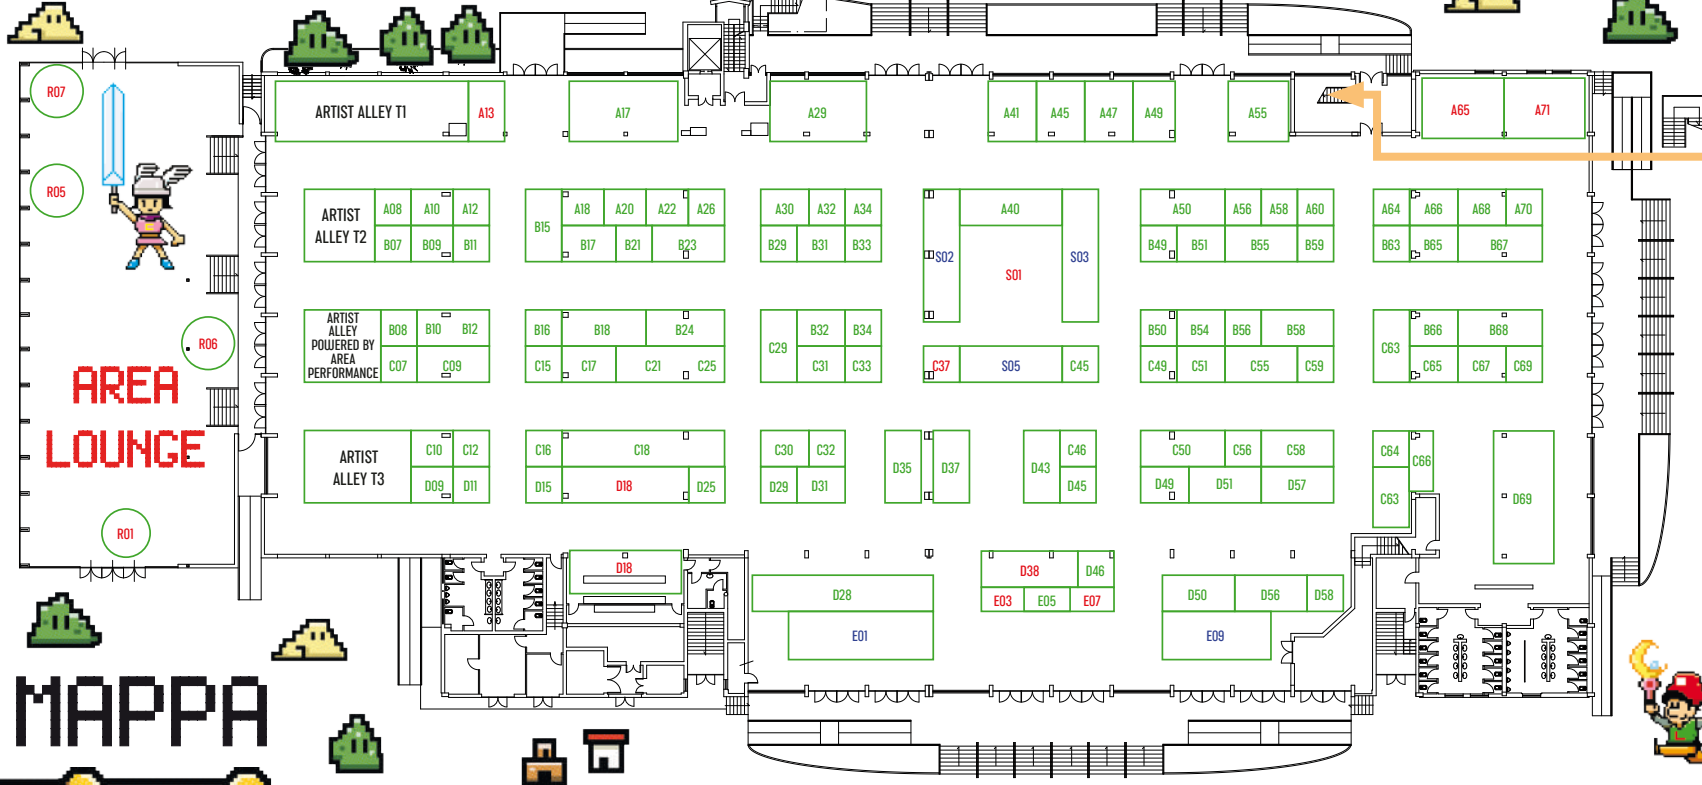 R07
ARTIST ALLEY T1
A13
A17
A29
A41
A45
A47
A49
A55
A65
A71
R05
ARTIST
ALLEY T2
A08
A10
A12
B07
B09
B11
B15
A18
A20
A22
A26
B17
B21
B23
A30
A32
A34
B29
B31
B33
S02
A40
S01
S03
A50
A56
A58
A60
B49
B51
B55
B59
A64
A66
A68
A70
B63
B65
B67
R06
ARTIST
ALLEY
POWERED BY
AREA
PERFORMANCE
B08
B10
B12
C07
C09
B16
B18
B24
C15
C17
C21
C25
C29
B32
B34
C31
C33
C37
S05
C45
B50
B54
B56
B58
C49
C51
C55
C59
C63
B66
B68
C65
C67
C69
AREA
LOUNGE
ARTIST
ALLEY T3
C10
C12
D09
D11
C16
C18
D15
D18
D25
C30
C32
D29
D31
D35
D37
D43
C46
D45
C50
C56
C58
D49
D51
D57
C64
C66
C63
D69
R01
D18
D28
E01
D38
D46
E03
E05
E07
D50
D56
D58
E09
MAPPA
L